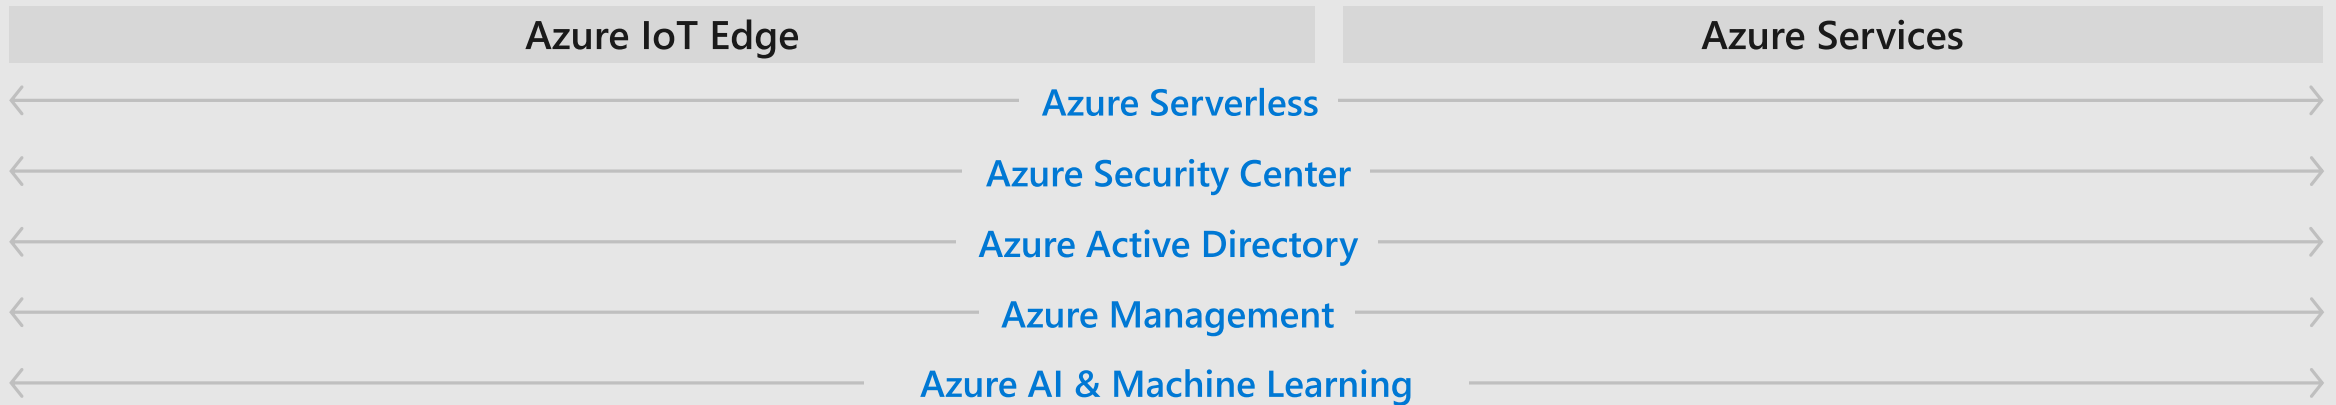 Azure IoT Edge
Azure Services
Azure Serverless
Azure Security Center
Azure Active Directory
Azure Management
Azure AI & Machine Learning